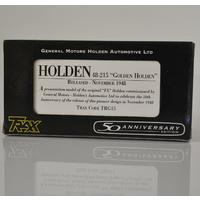 GENERAL MOTORS HOLDEN AUTOMOTIVE LTD
HOLDEN 48-215 "GOLDEN HOLDEN"
RELEASED - NOVEMBER 1948
A presentation model of the original "FX" Holden commissioned by
General Motors - Holden's Automotive Ltd to celebrate the 50th
Anniversary of the release of this pioneer design in November 1948
TRAX CODE TRG15
TRAX
50 ANNIVERSARY
EDITION